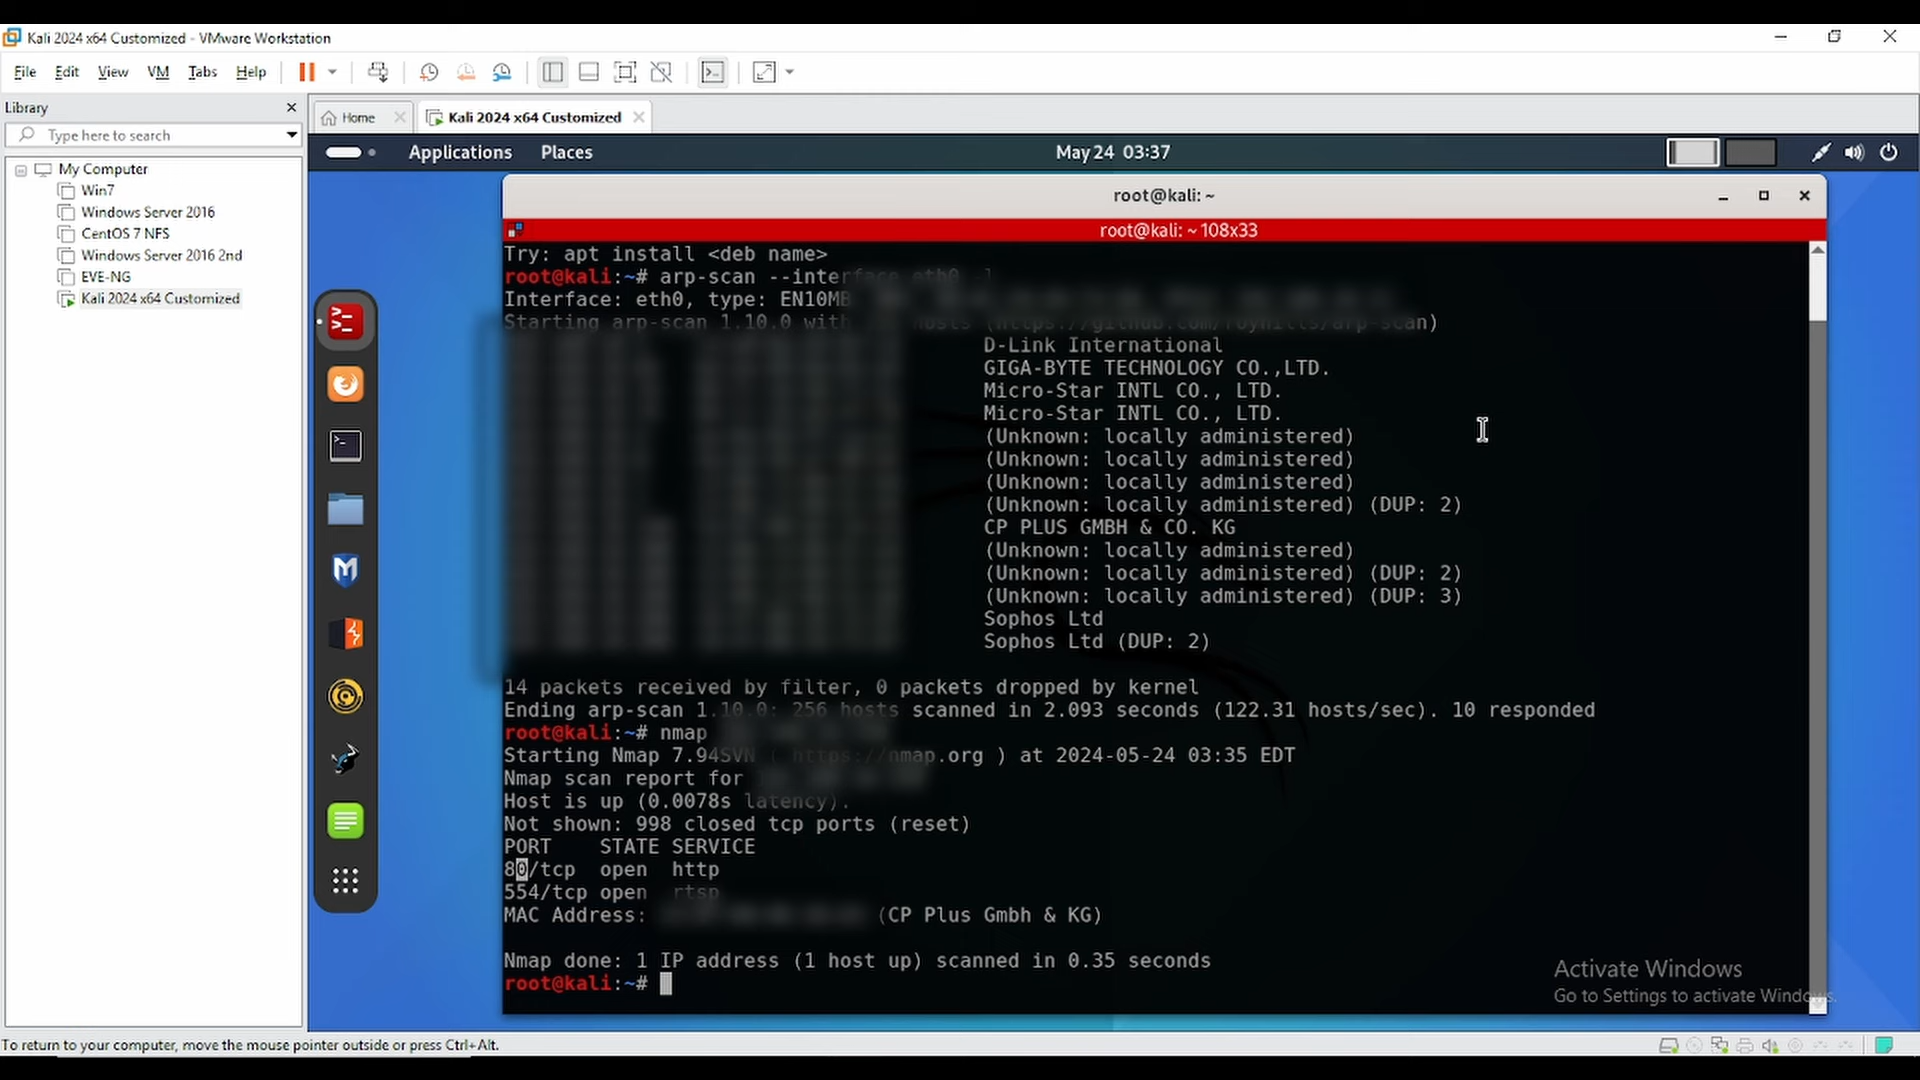 Kali 2024 x64 Customized - VMware Workstation
File Edit View VM Tabs Help
Library
Type here to search
My Computer
Win7
Windows Server 2016
CentOS 7 NFS
Windows Server 2016 2nd
EVE-NG
Kali 2024 x64 Customized
Home
Kali 2024 x64 Customized
Applications Places May 24 03:37
root@kali: ~
root@kali: ~ 108x33
Try: apt install <deb name>
root@kali:~# arp-scan --interface eth0 -l
Interface: eth0, type: EN10MB
Starting arp-scan 1.10.0 with hosts (https://github.com/royhills/arp-scan)
D-Link International
GIGA-BYTE TECHNOLOGY CO.,LTD.
Micro-Star INTL CO., LTD.
Micro-Star INTL CO., LTD.
(Unknown: locally administered)
(Unknown: locally administered)
(Unknown: locally administered)
(Unknown: locally administered) (DUP: 2)
CP PLUS GMBH & CO. KG
(Unknown: locally administered)
(Unknown: locally administered) (DUP: 2)
(Unknown: locally administered) (DUP: 3)
Sophos Ltd
Sophos Ltd (DUP: 2)
14 packets received by filter, 0 packets dropped by kernel
Ending arp-scan 1.10.0: 256 hosts scanned in 2.093 seconds (122.31 hosts/sec). 10 responded
root@kali:~# nmap
Starting Nmap 7.94SVN ( https://nmap.org ) at 2024-05-24 03:35 EDT
Nmap scan report for
Host is up (0.0078s latency).
Not shown: 998 closed tcp ports (reset)
PORT STATE SERVICE
80/tcp open http
554/tcp open rtsp
MAC Address: (CP Plus Gmbh & KG)
Nmap done: 1 IP address (1 host up) scanned in 0.35 seconds
root@kali:~#
Activate Windows
Go to Settings to activate Windows.
To return to your computer, move the mouse pointer outside or press Ctrl+Alt.